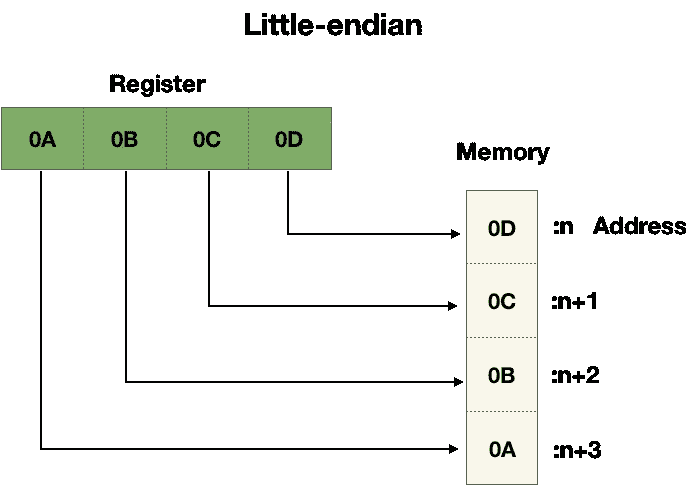 Little-endian
Register
0A 0B 0C 0D
Memory
0D :n Address
0C :n+1
0B :n+2
0A :n+3